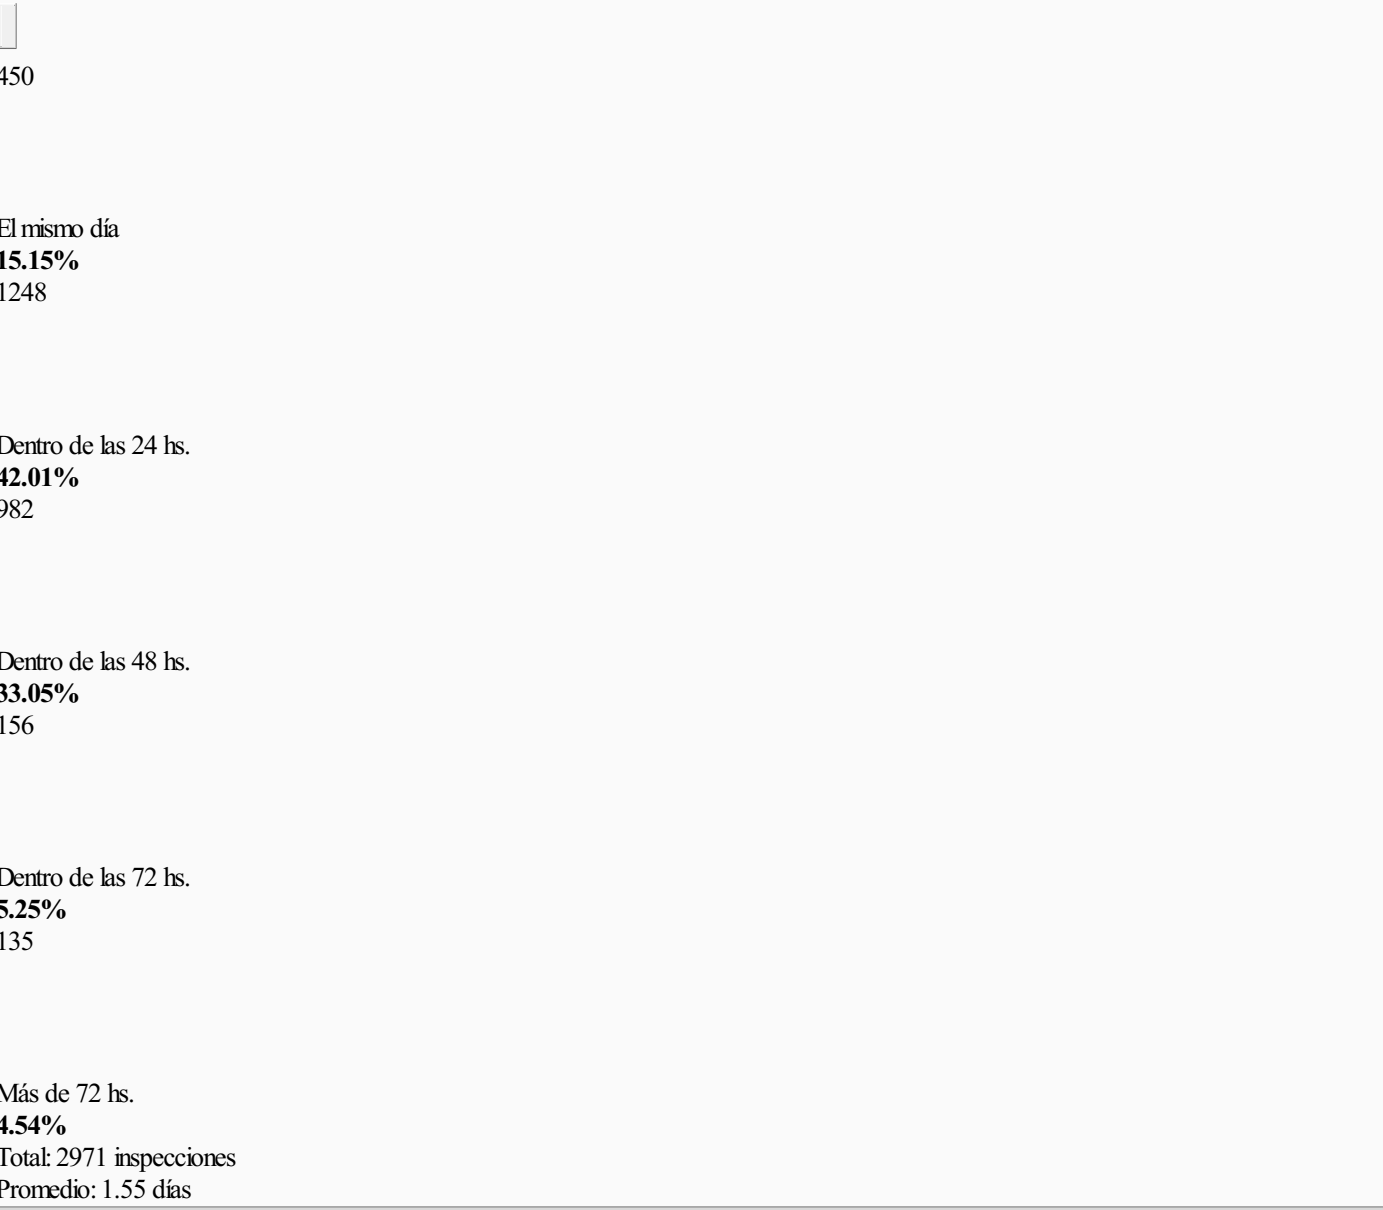 450
El mismo día
15.15%
1248
Dentro de las 24 hs.
42.01%
982
Dentro de las 48 hs.
33.05%
156
Dentro de las 72 hs.
5.25%
135
Más de 72 hs.
4.54%
Total: 2971 inspecciones
Promedio: 1.55 días